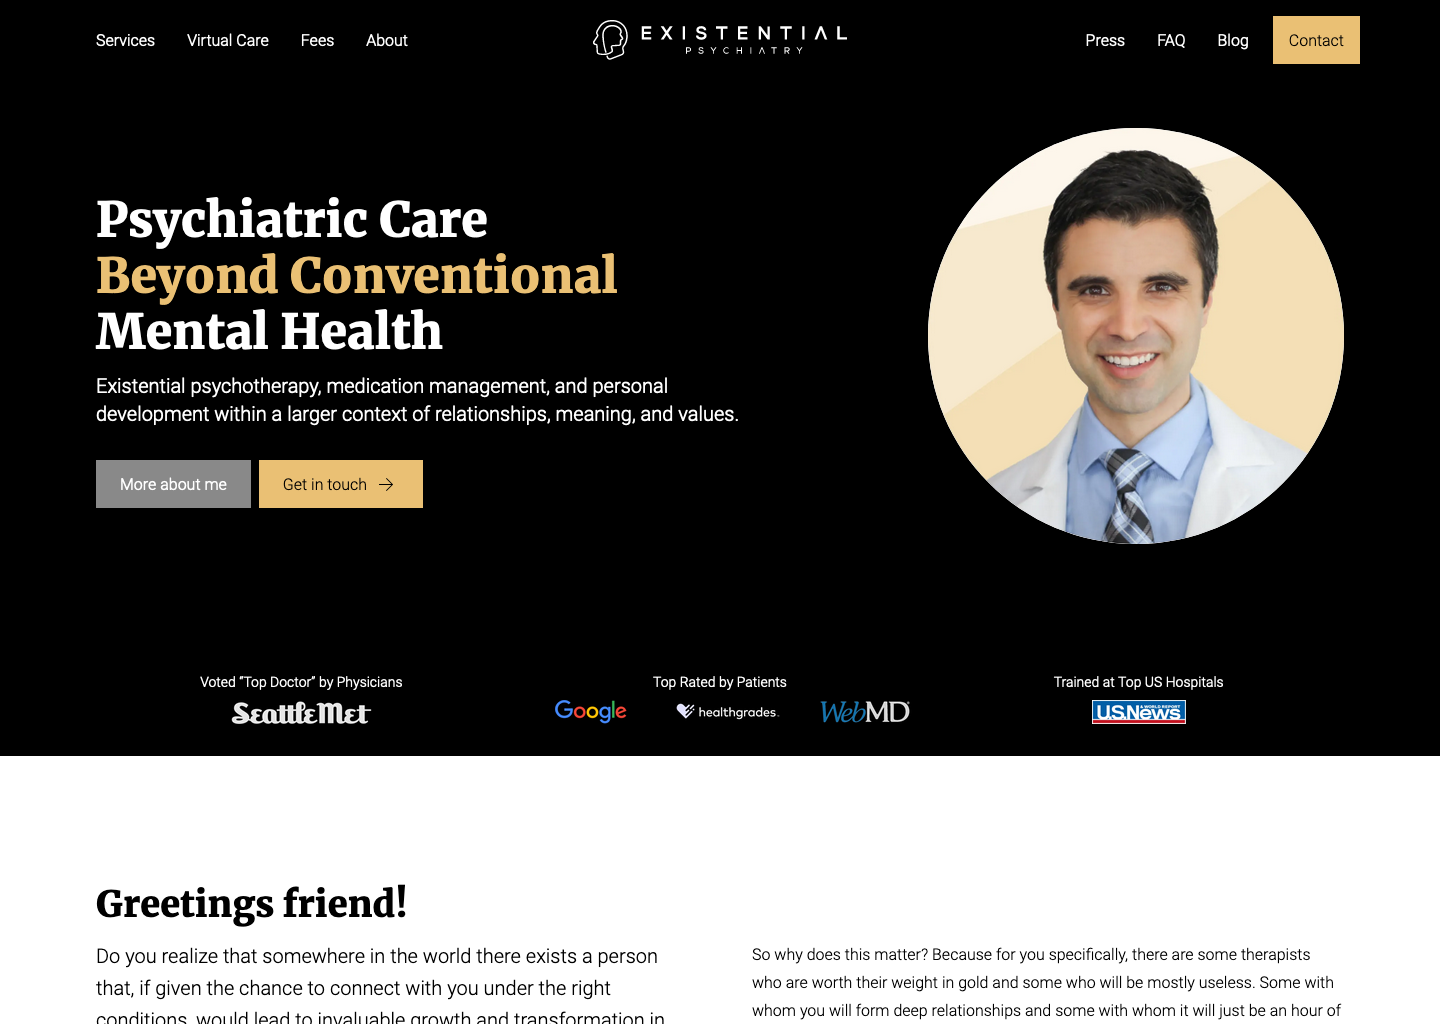 Services
Virtual Care
Fees
About
EXISTENTIAL
PSYCHIATRY
Press
FAQ
Blog
Contact
Psychiatric Care
Beyond Conventional
Mental Health
Existential psychotherapy, medication management, and personal
development within a larger context of relationships, meaning, and values.
More about me
Get in touch
Voted “Top Doctor” by Physicians
SeattleMet
Top Rated by Patients
Google
healthgrades.
WebMD
Trained at Top US Hospitals
U.S.News
& WORLD REPORT
Greetings friend!
Do you realize that somewhere in the world there exists a person
that, if given the chance to connect with you under the right
conditions, would lead to invaluable growth and transformation in
So why does this matter? Because for you specifically, there are some therapists
who are worth their weight in gold and some who will be mostly useless. Some with
whom you will form deep relationships and some with whom it will just be an hour of